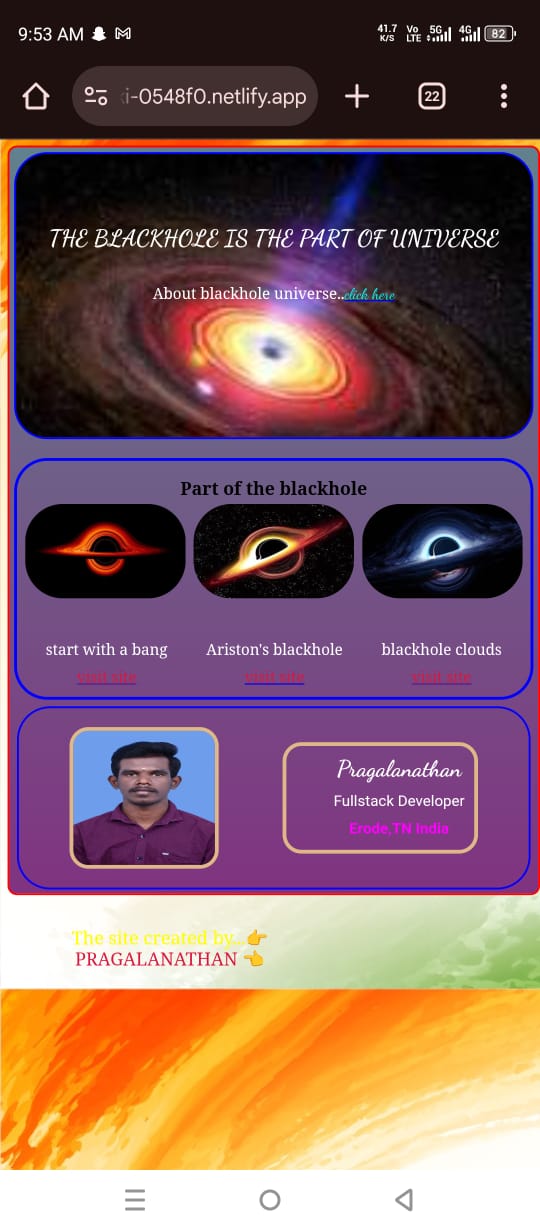 9:53 AM
41.7 K/S Vo LTE 5G 4G 82
i-0548f0.netlify.app
22
THE BLACKHOLE IS THE PART OF UNIVERSE
About blackhole universe..click here
Part of the blackhole
start with a bang Ariston's blackhole blackhole clouds
visit site visit site visit site
Pragalanathan
Fullstack Developer
Erode,TN India
The site created by...👉
PRAGALANATHAN 👈